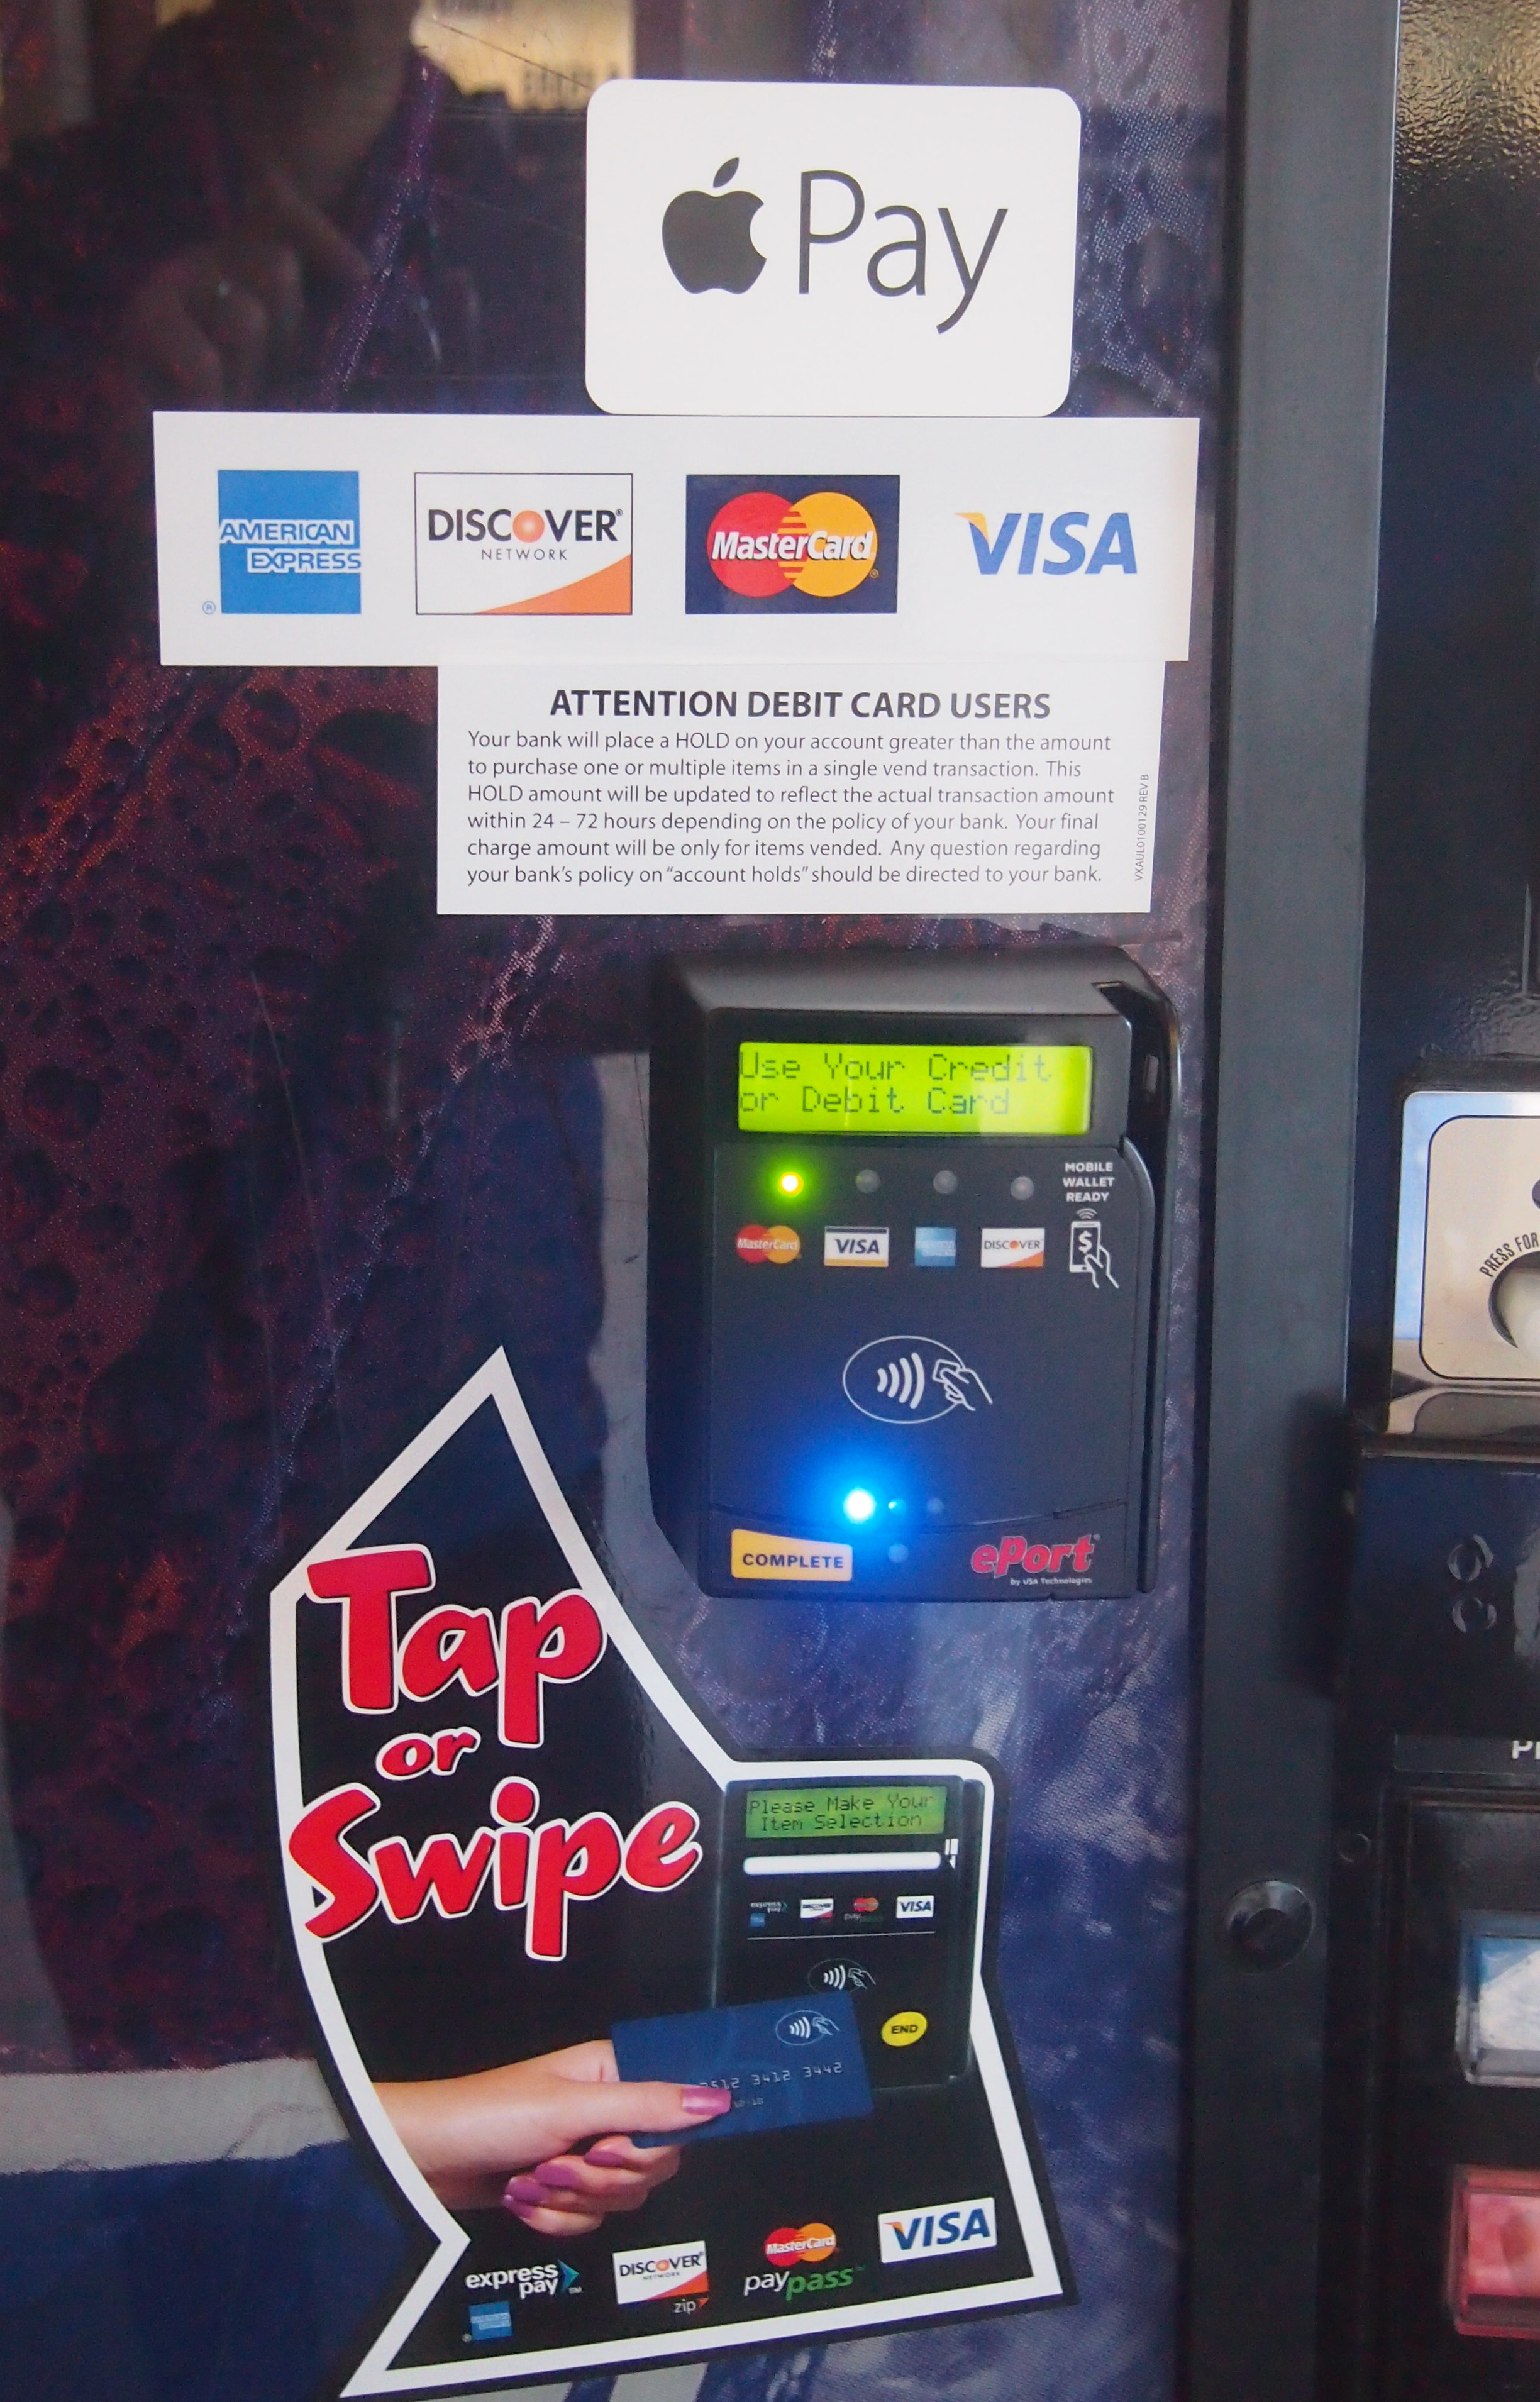 Pay
AMERICAN
EXPRESS
®
DISCOVER®
NETWORK
MasterCard®
VISA
ATTENTION DEBIT CARD USERS
Your bank will place a HOLD on your account greater than the amount
to purchase one or multiple items in a single vend transaction. This
HOLD amount will be updated to reflect the actual transaction amount
within 24 – 72 hours depending on the policy of your bank. Your final
charge amount will be only for items vended. Any question regarding
your bank's policy on "account holds" should be directed to your bank.
VXAUL0100129 REV B
Use Your Credit
or Debit Card
MOBILE
WALLET
READY
MasterCard
VISA
DISCOVER
$
PRESS FOR
COMPLETE
ePort®
by USA Technologies
Tap
or
Swipe
Please Make Your
Item Selection
VISA
END
3412 3442
express
pay SM
DISCOVER®
NETWORK
zip
MasterCard
paypass™
VISA